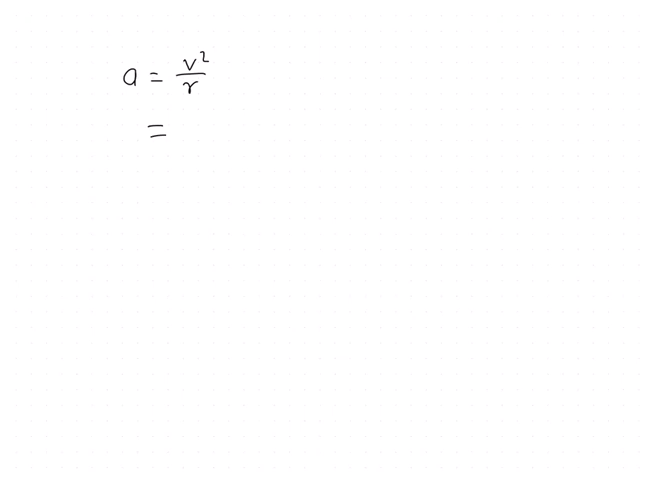 a = v²/r
=